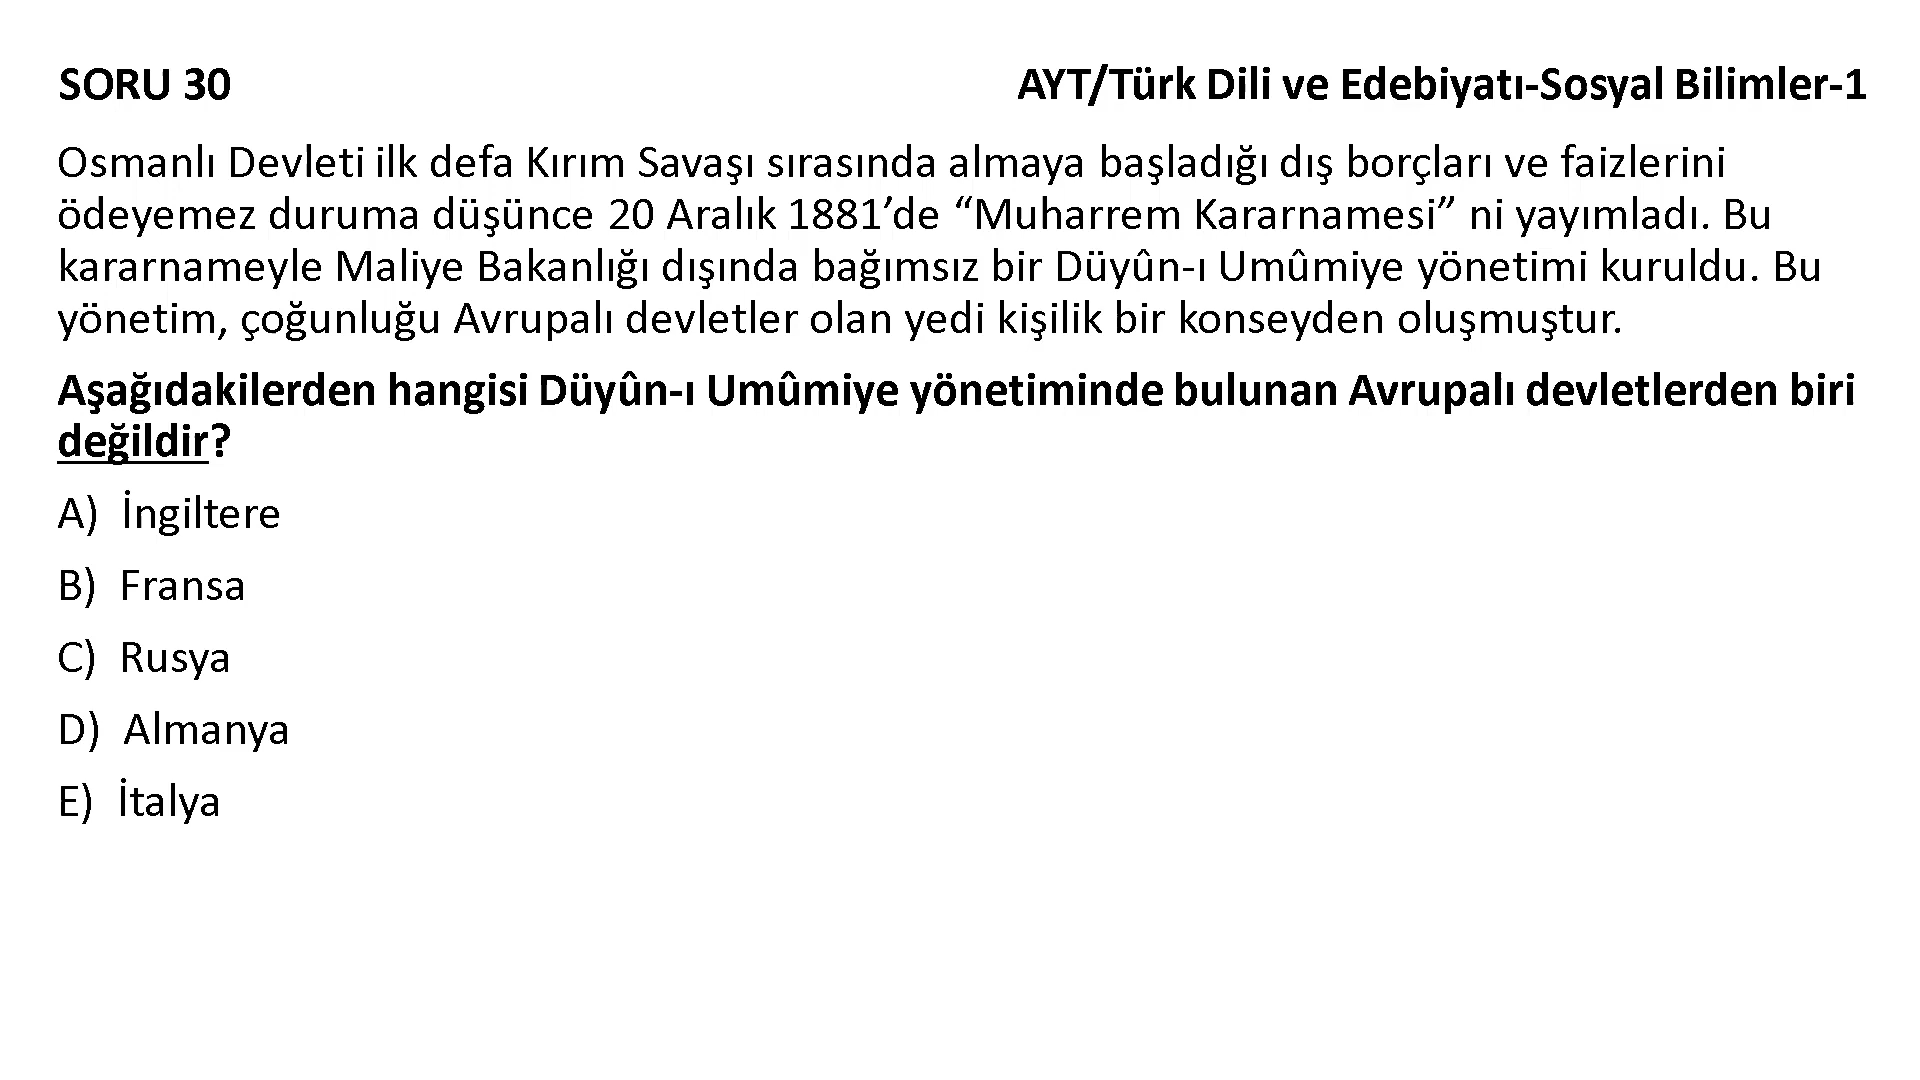 SORU 30
AYT/Türk Dili ve Edebiyatı-Sosyal Bilimler-1
Osmanlı Devleti ilk defa Kırım Savaşı sırasında almaya başladığı dış borçları ve faizlerini
ödeyemez duruma düşünce 20 Aralık 1881’de “Muharrem Kararnamesi” ni yayımladı. Bu
kararnameyle Maliye Bakanlığı dışında bağımsız bir Düyûn-ı Umûmiye yönetimi kuruldu. Bu
yönetim, çoğunluğu Avrupalı devletler olan yedi kişilik bir konseyden oluşmuştur.
Aşağıdakilerden hangisi Düyûn-ı Umûmiye yönetiminde bulunan Avrupalı devletlerden biri
değildir?
A) İngiltere
B) Fransa
C) Rusya
D) Almanya
E) İtalya